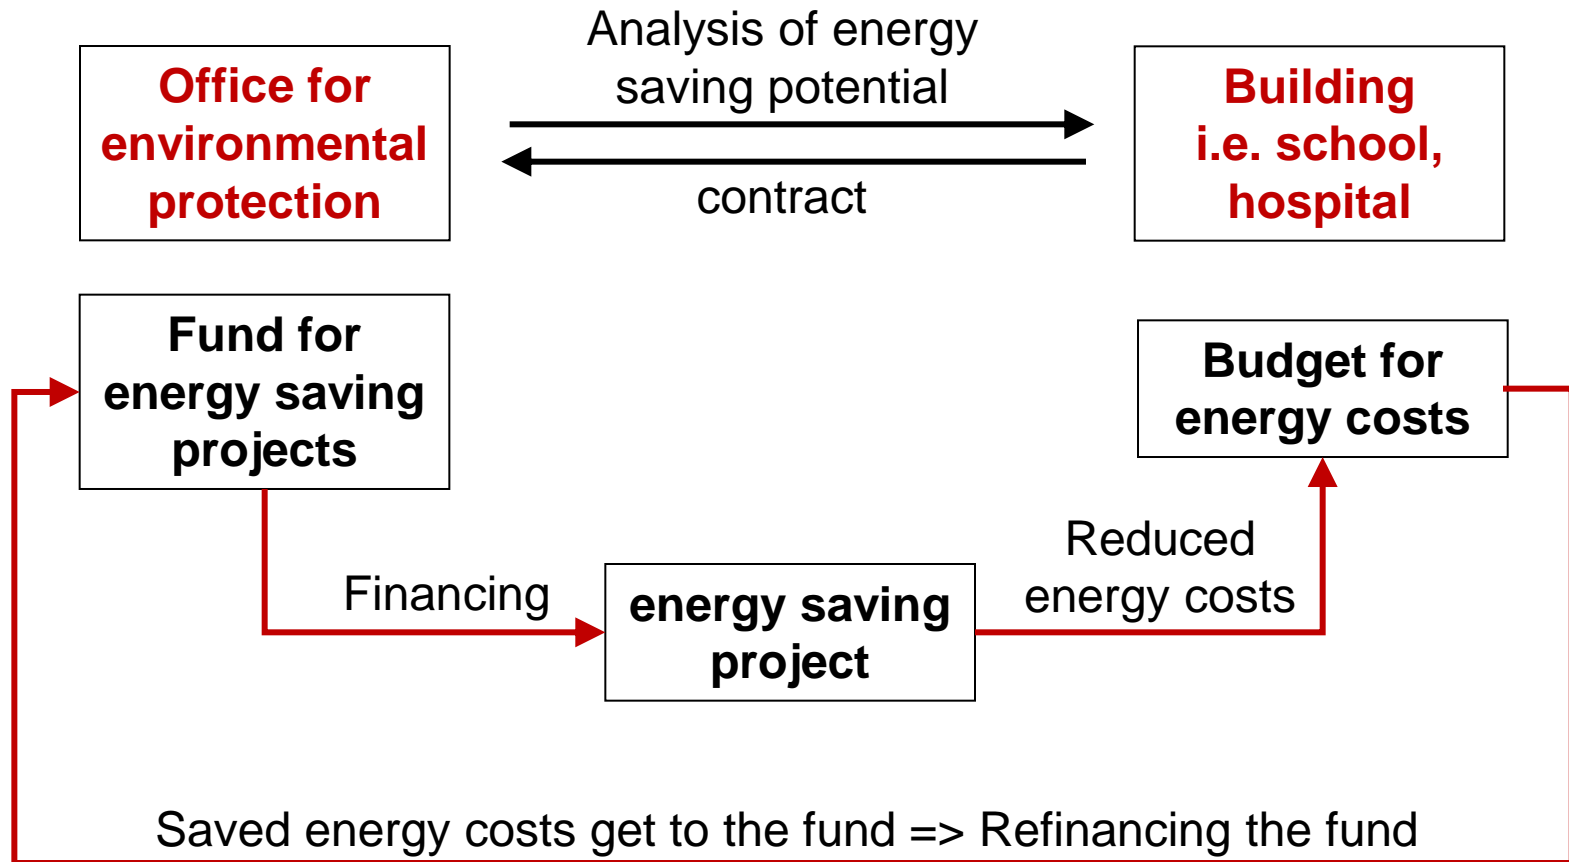 Office for
environmental
protection
Analysis of energy
saving potential
contract
Building
i.e. school,
hospital
Fund for
energy saving
projects
Budget for
energy costs
Financing
energy saving
project
Reduced
energy costs
Saved energy costs get to the fund => Refinancing the fund